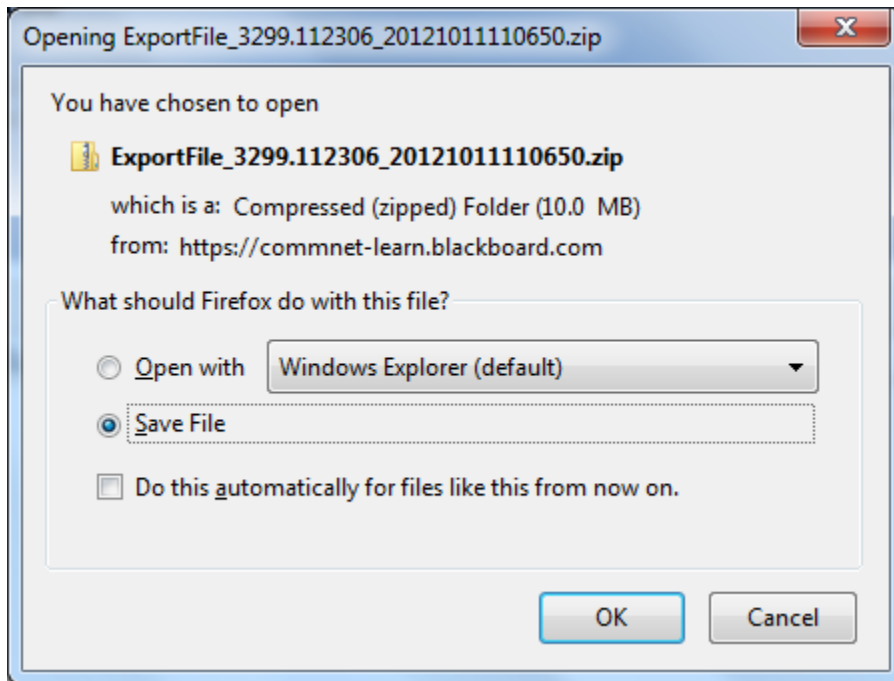 Opening ExportFile_3299.112306_20121011110650.zip
You have chosen to open
ExportFile_3299.112306_20121011110650.zip
which is a: Compressed (zipped) Folder (10.0 MB)
from: https://commnet-learn.blackboard.com
What should Firefox do with this file?
Open with Windows Explorer (default)
Save File
Do this automatically for files like this from now on.
OK Cancel